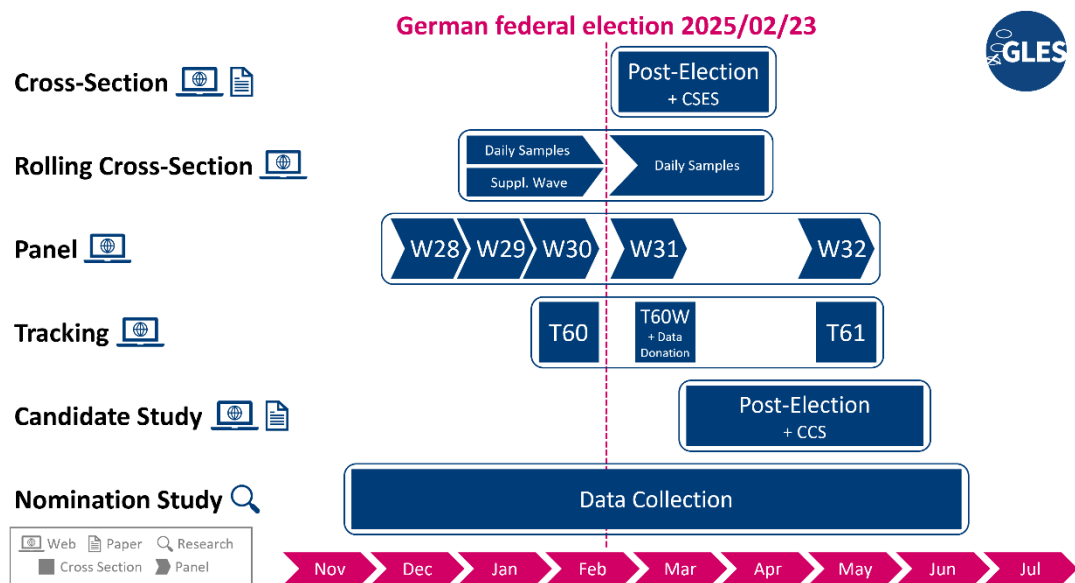 German federal election 2025/02/23
GLES
Cross-Section
Post-Election
+ CSES
Rolling Cross-Section
Daily Samples
Suppl. Wave
Daily Samples
Panel
W28
W29
W30
W31
W32
Tracking
T60
T60W
+ Data
Donation
T61
Candidate Study
Post-Election
+ CCS
Nomination Study
Data Collection
Web Paper Research
Cross Section Panel
Nov Dec Jan Feb Mar Apr May Jun Jul